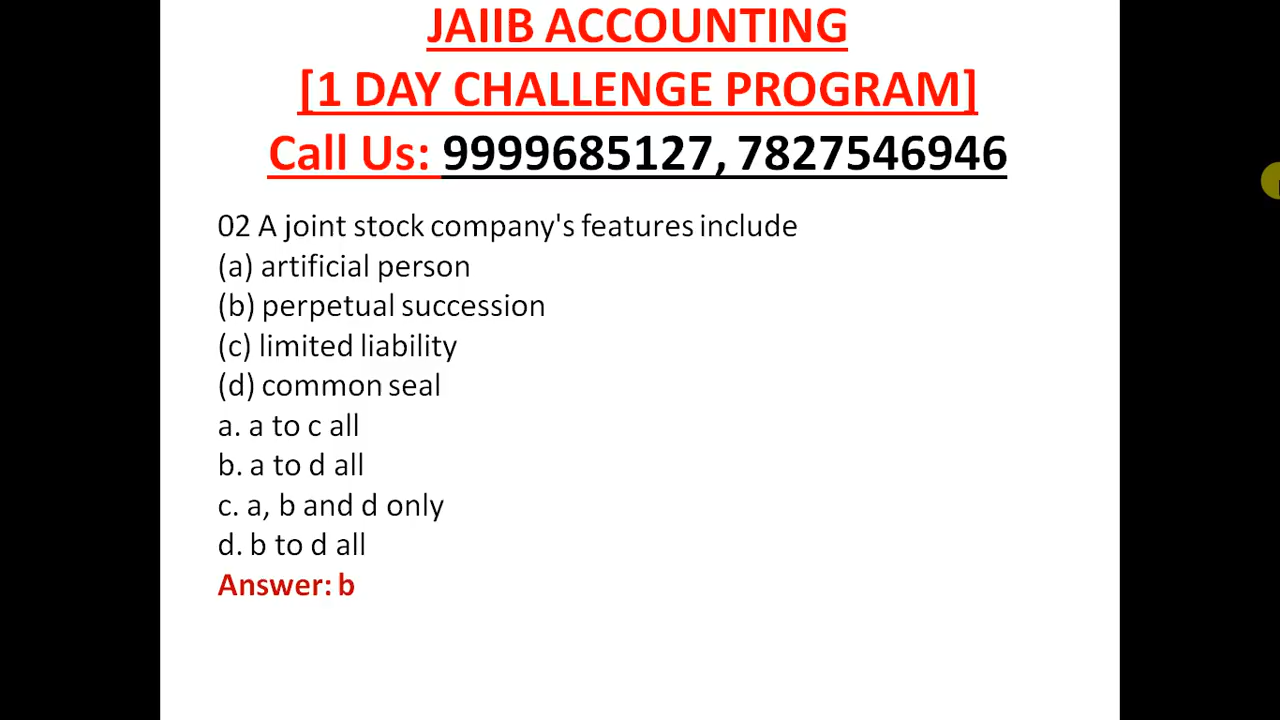 JAIIB ACCOUNTING
[1 DAY CHALLENGE PROGRAM]
Call Us: 9999685127, 7827546946
02 A joint stock company's features include
(a) artificial person
(b) perpetual succession
(c) limited liability
(d) common seal
a. a to c all
b. a to d all
c. a, b and d only
d. b to d all
Answer: b